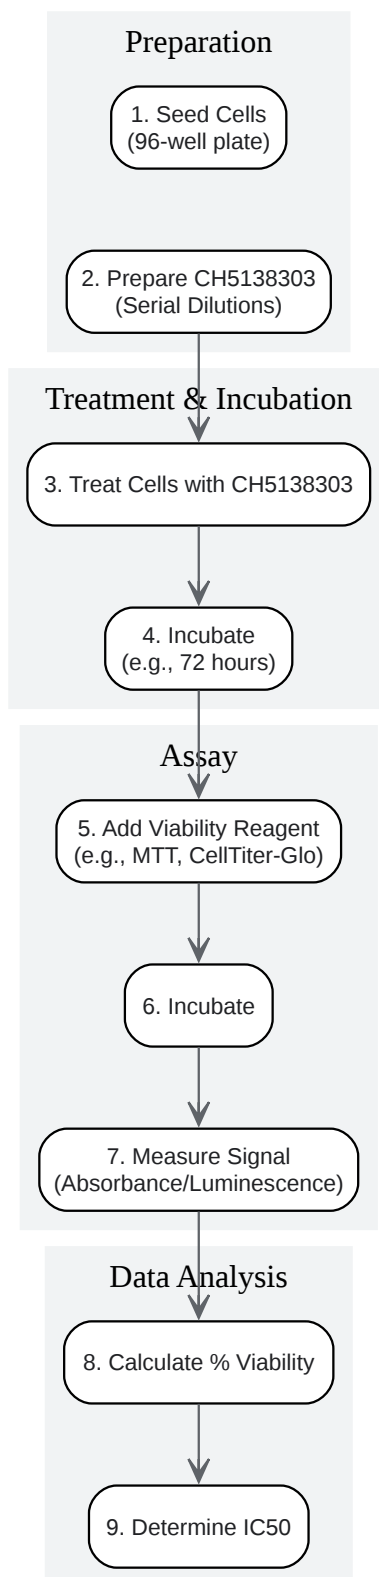 Preparation
1. Seed Cells
(96-well plate)
2. Prepare CH5138303
(Serial Dilutions)
Treatment & Incubation
3. Treat Cells with CH5138303
4. Incubate
(e.g., 72 hours)
Assay
5. Add Viability Reagent
(e.g., MTT, CellTiter-Glo)
6. Incubate
7. Measure Signal
(Absorbance/Luminescence)
Data Analysis
8. Calculate % Viability
9. Determine IC50